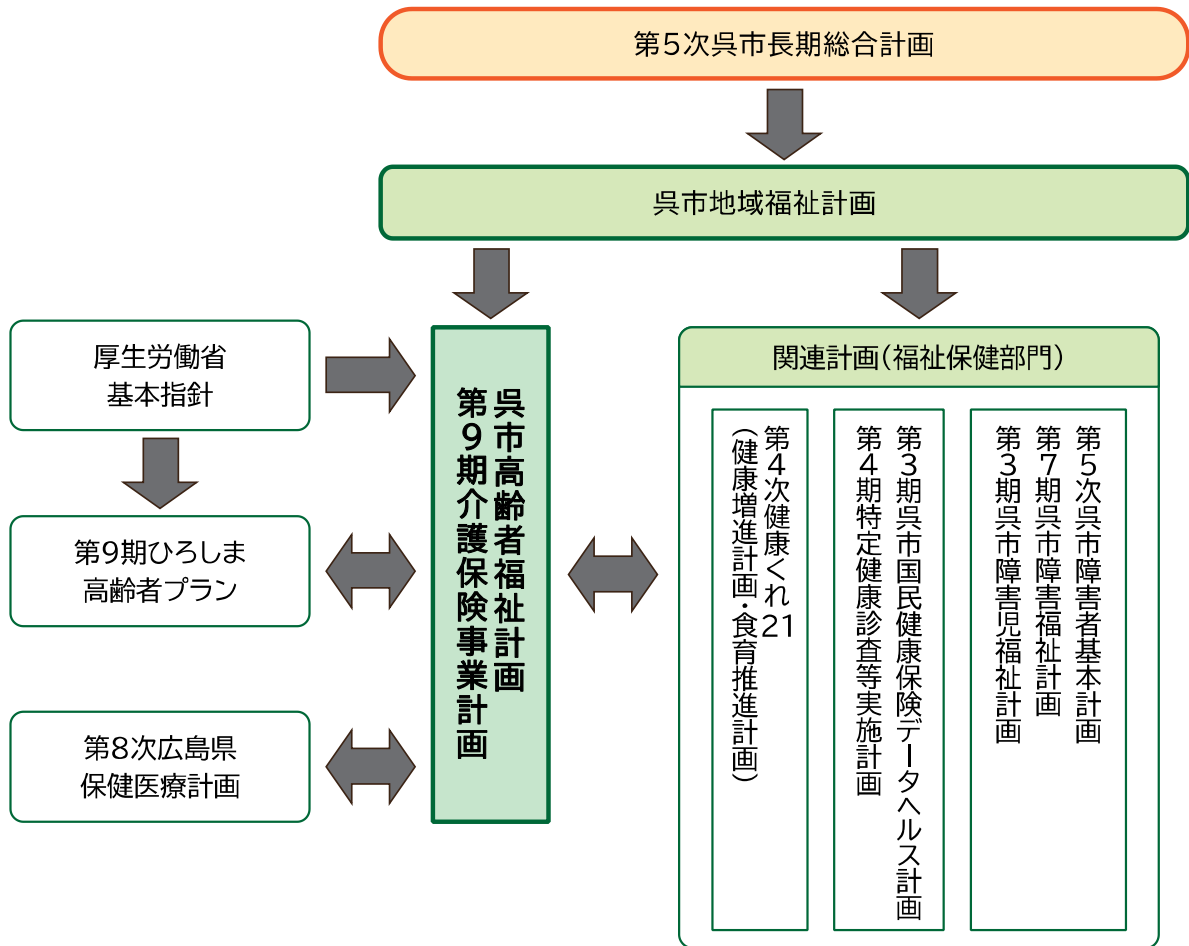 第5次呉市長期総合計画
呉市地域福祉計画
厚生労働省
基本指針
第9期ひろしま
高齢者プラン
第8次広島県
保健医療計画
呉市高齢者福祉計画
第9期介護保険事業計画
関連計画(福祉保健部門)
第5次呉市障害者基本計画
第7期呉市障害福祉計画
第3期呉市障害児福祉計画
第3期呉市国民健康保険データヘルス計画
第4期特定健康診査等実施計画
第4次健康くれ21
(健康増進計画・食育推進計画)